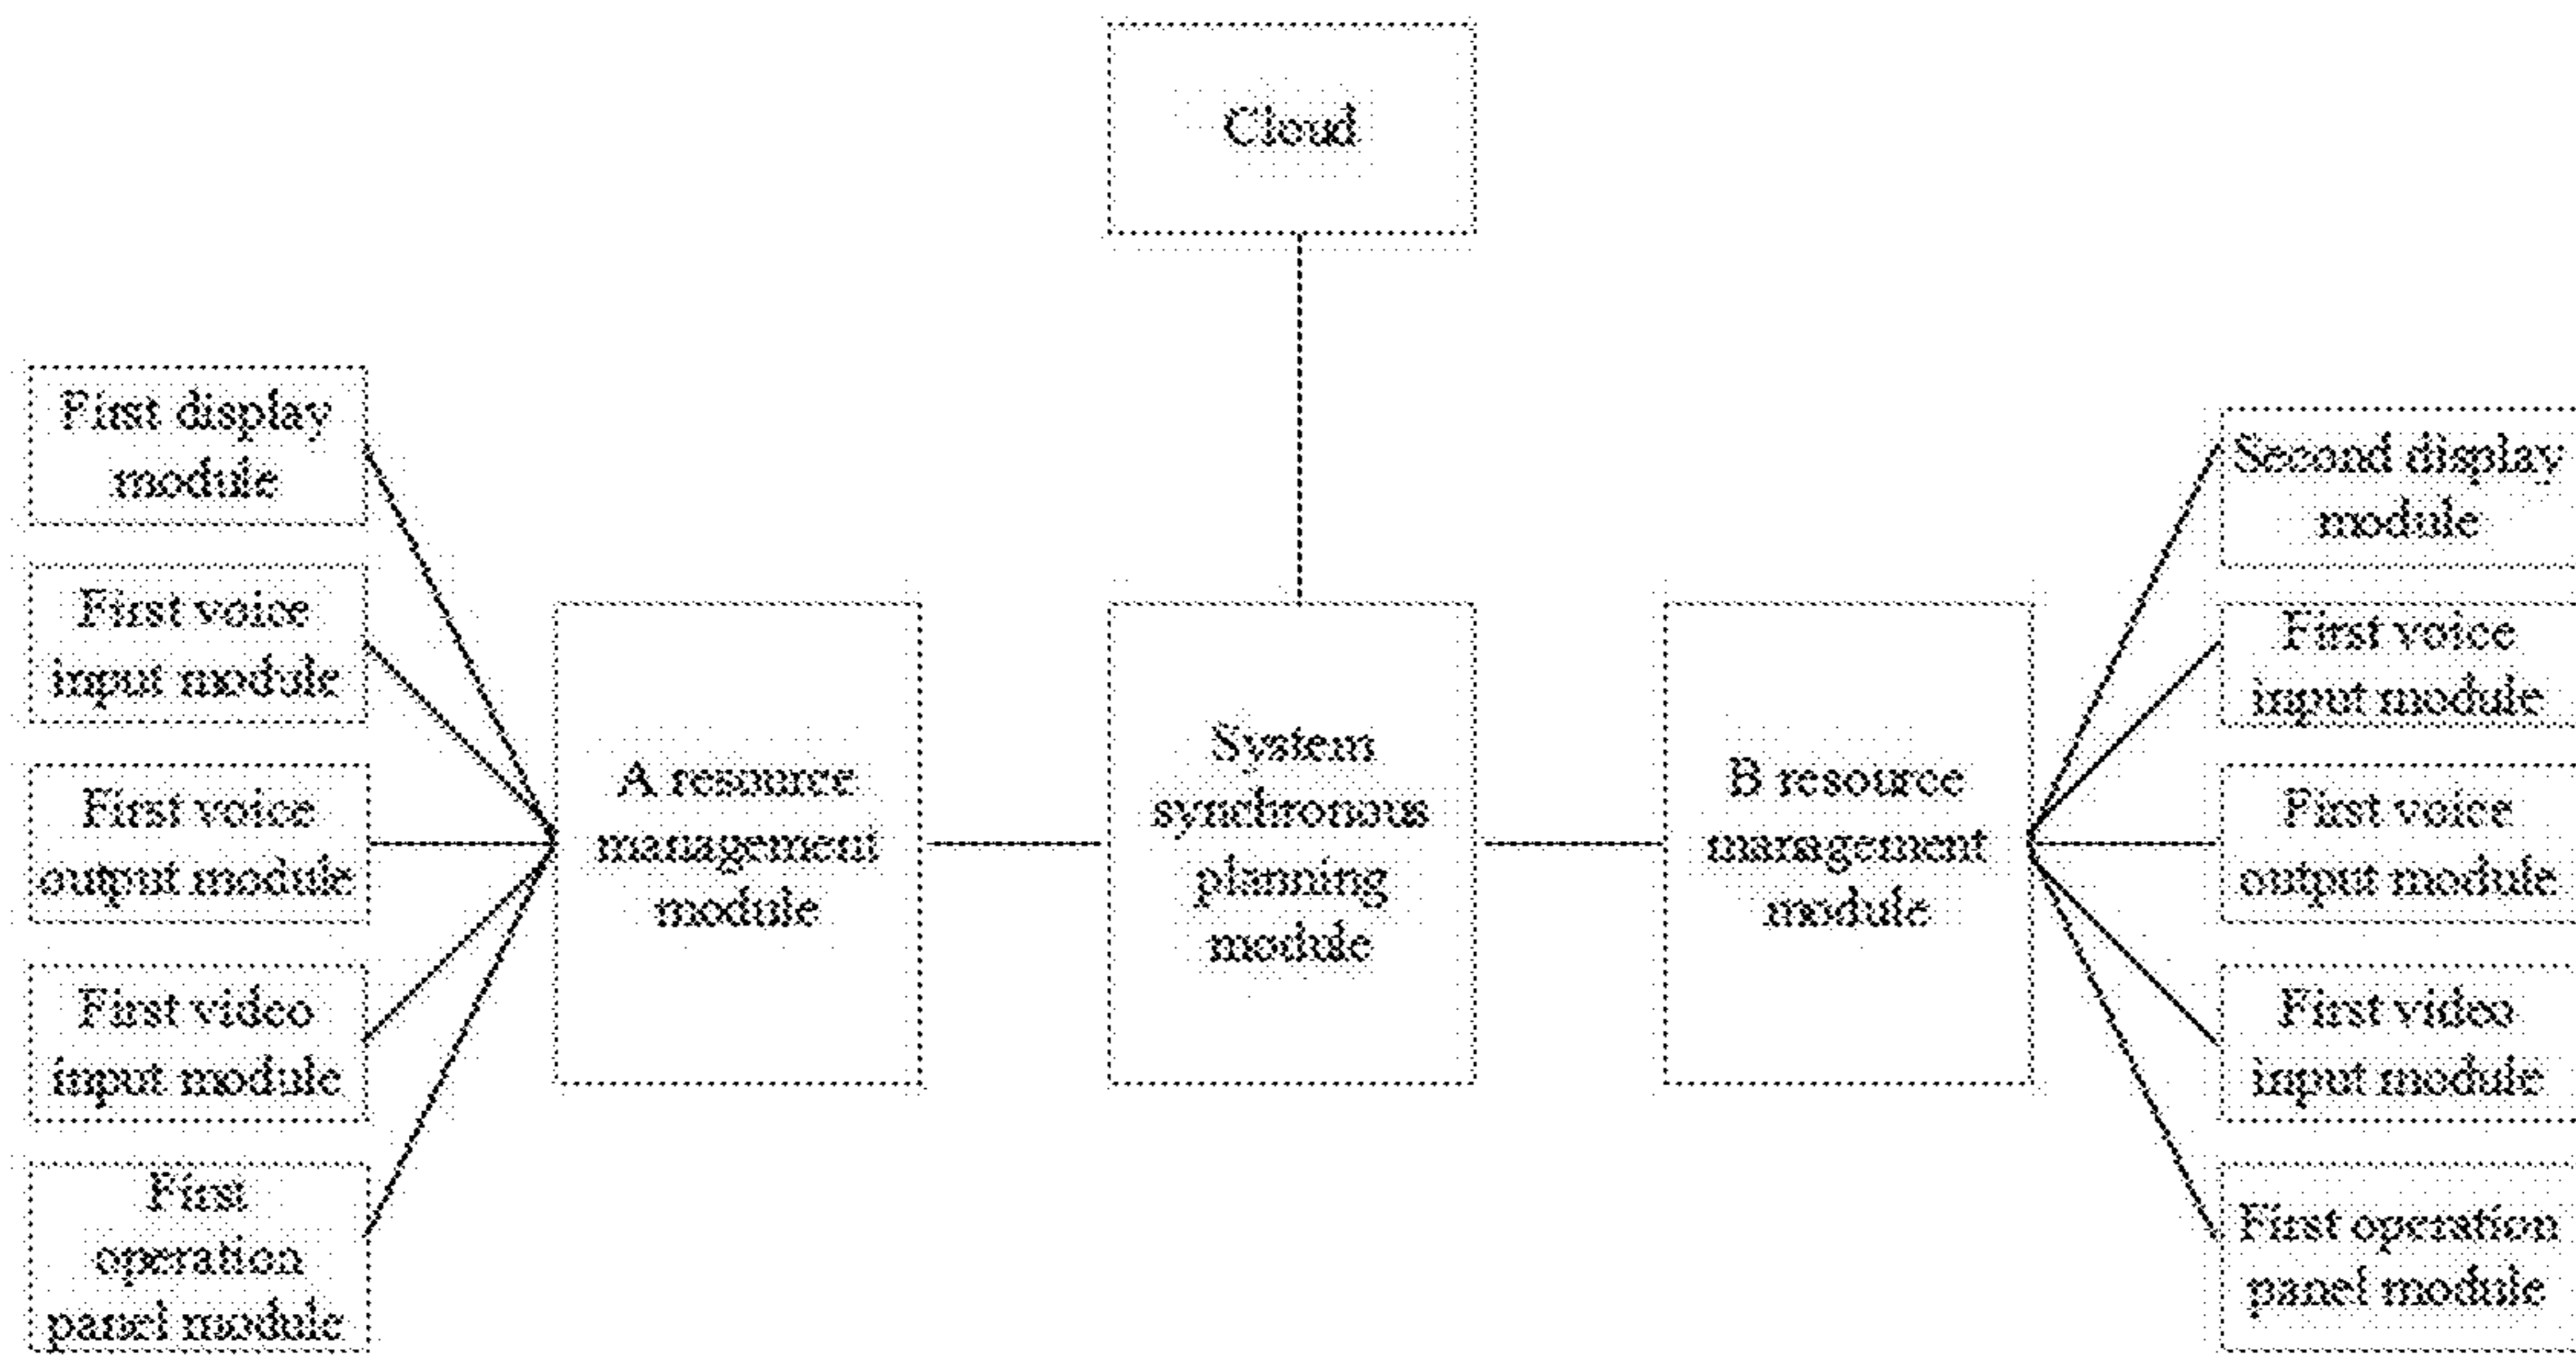 Cloud
First display
module
First voice
input module
First voice
output module
First video
input module
First
operation
panel module
A resource
management
module
System
synchronous
planning
module
B resource
management
module
Second display
module
First voice
input module
First voice
output module
First video
input module
First operation
panel module